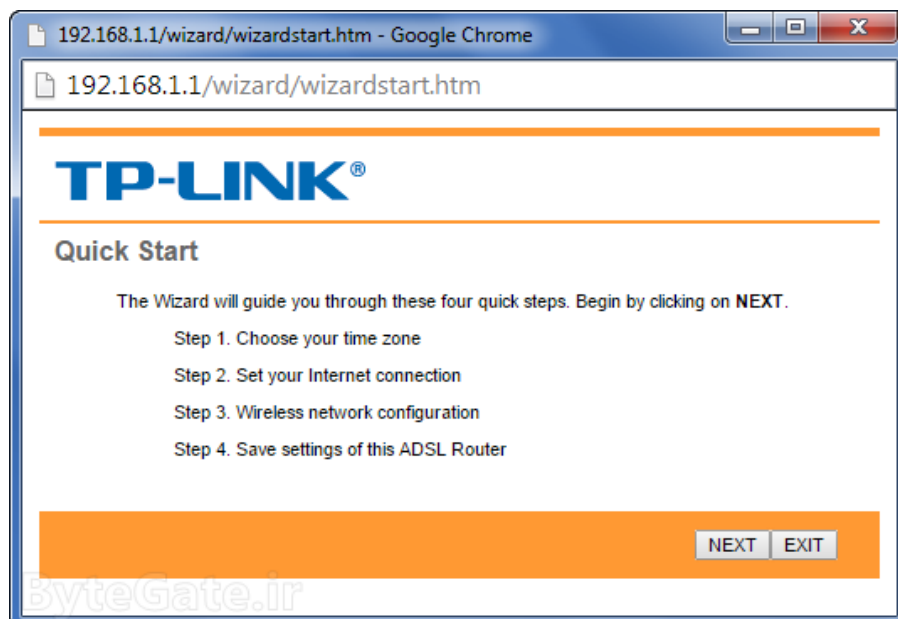 192.168.1.1/wizard/wizardstart.htm - Google Chrome
192.168.1.1/wizard/wizardstart.htm
TP-LINK®
Quick Start
The Wizard will guide you through these four quick steps. Begin by clicking on NEXT.
Step 1. Choose your time zone
Step 2. Set your Internet connection
Step 3. Wireless network configuration
Step 4. Save settings of this ADSL Router
NEXT EXIT
ByteGate.ir